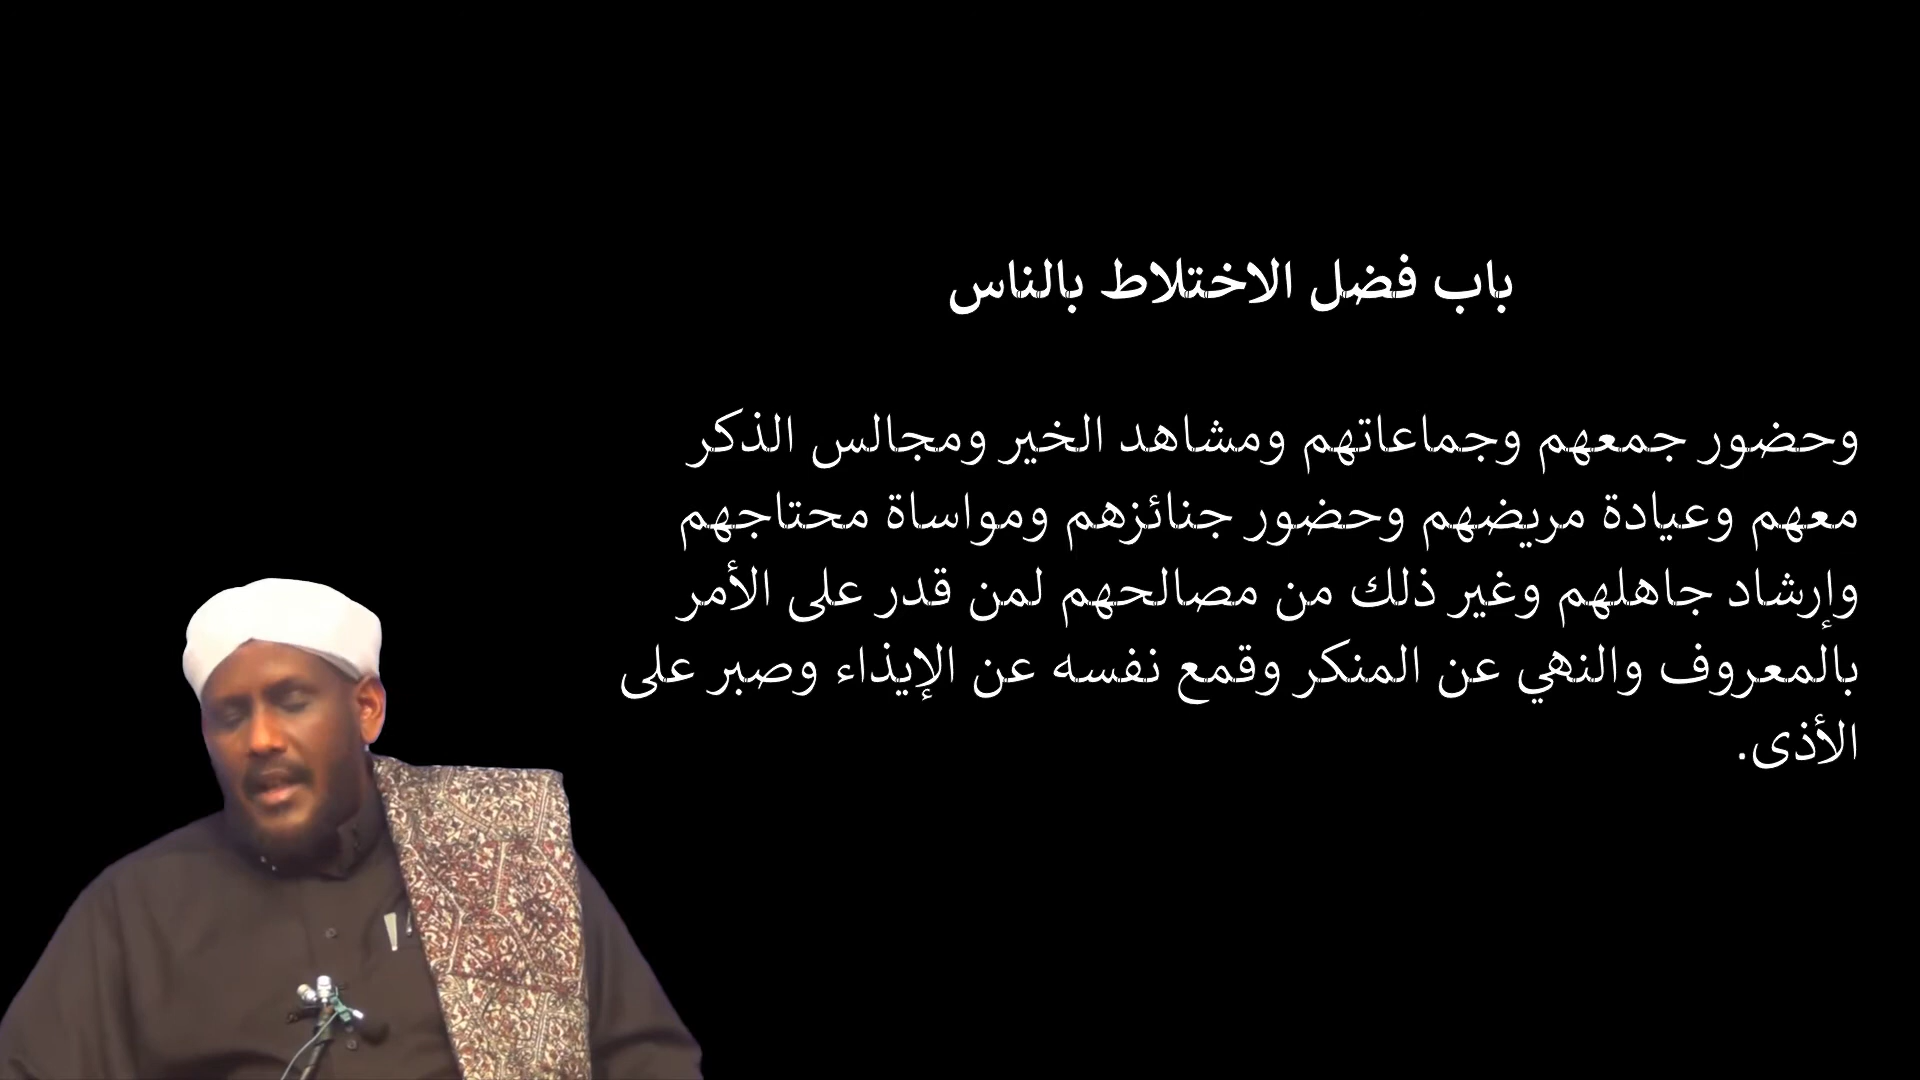 باب فضل الاختلاط بالناس
وحضور جمعهم وجماعاتهم ومشاهد الخير ومجالس الذكر
معهم وعيادة مريضهم وحضور جنائزهم ومواساة محتاجهم
وإرشاد جاهلهم وغير ذلك من مصالحهم لمن قدر على الأمر
بالمعروف والنهي عن المنكر وقمع نفسه عن الإيذاء وصبر على
الأذى.